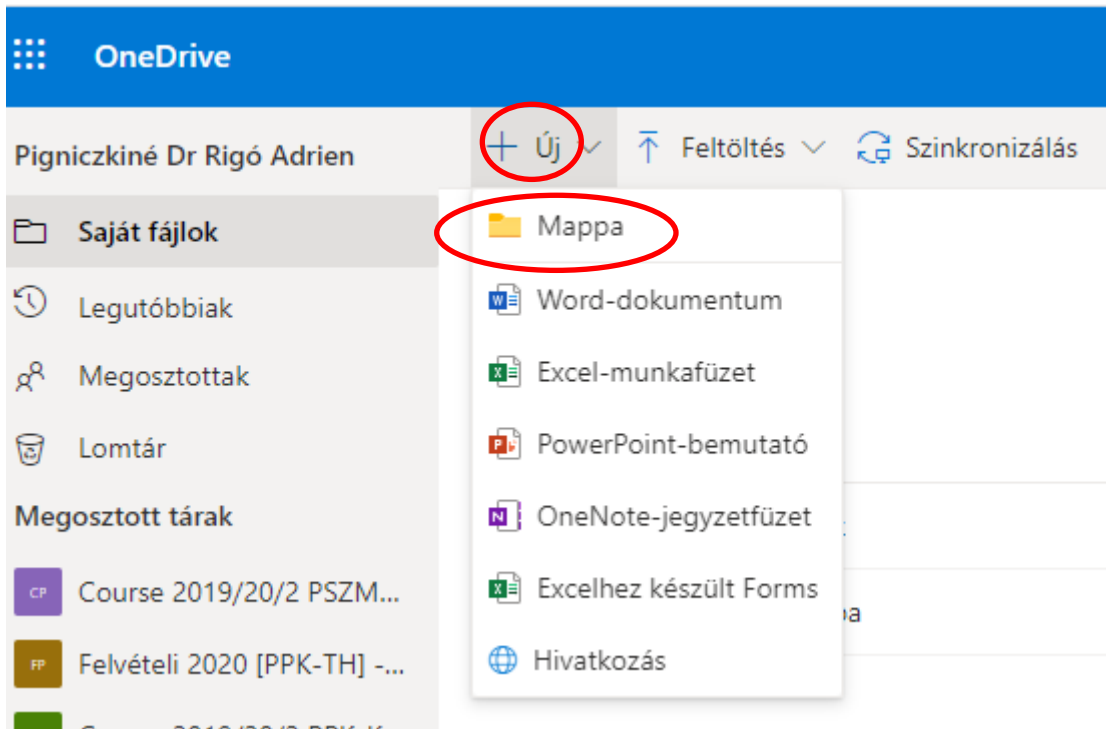 OneDrive
Pigniczkiné Dr Rigó Adrien
+ Új
Feltöltés
Szinkronizálás
Saját fájlok
Legutóbbiak
Megosztottak
Lomtár
Megosztott tárak
CP Course 2019/20/2 PSZM...
FP Felvételi 2020 [PPK-TH] -...
Mappa
Word-dokumentum
Excel-munkafüzet
PowerPoint-bemutató
OneNote-jegyzetfüzet
Excelhez készült Forms
Hivatkozás